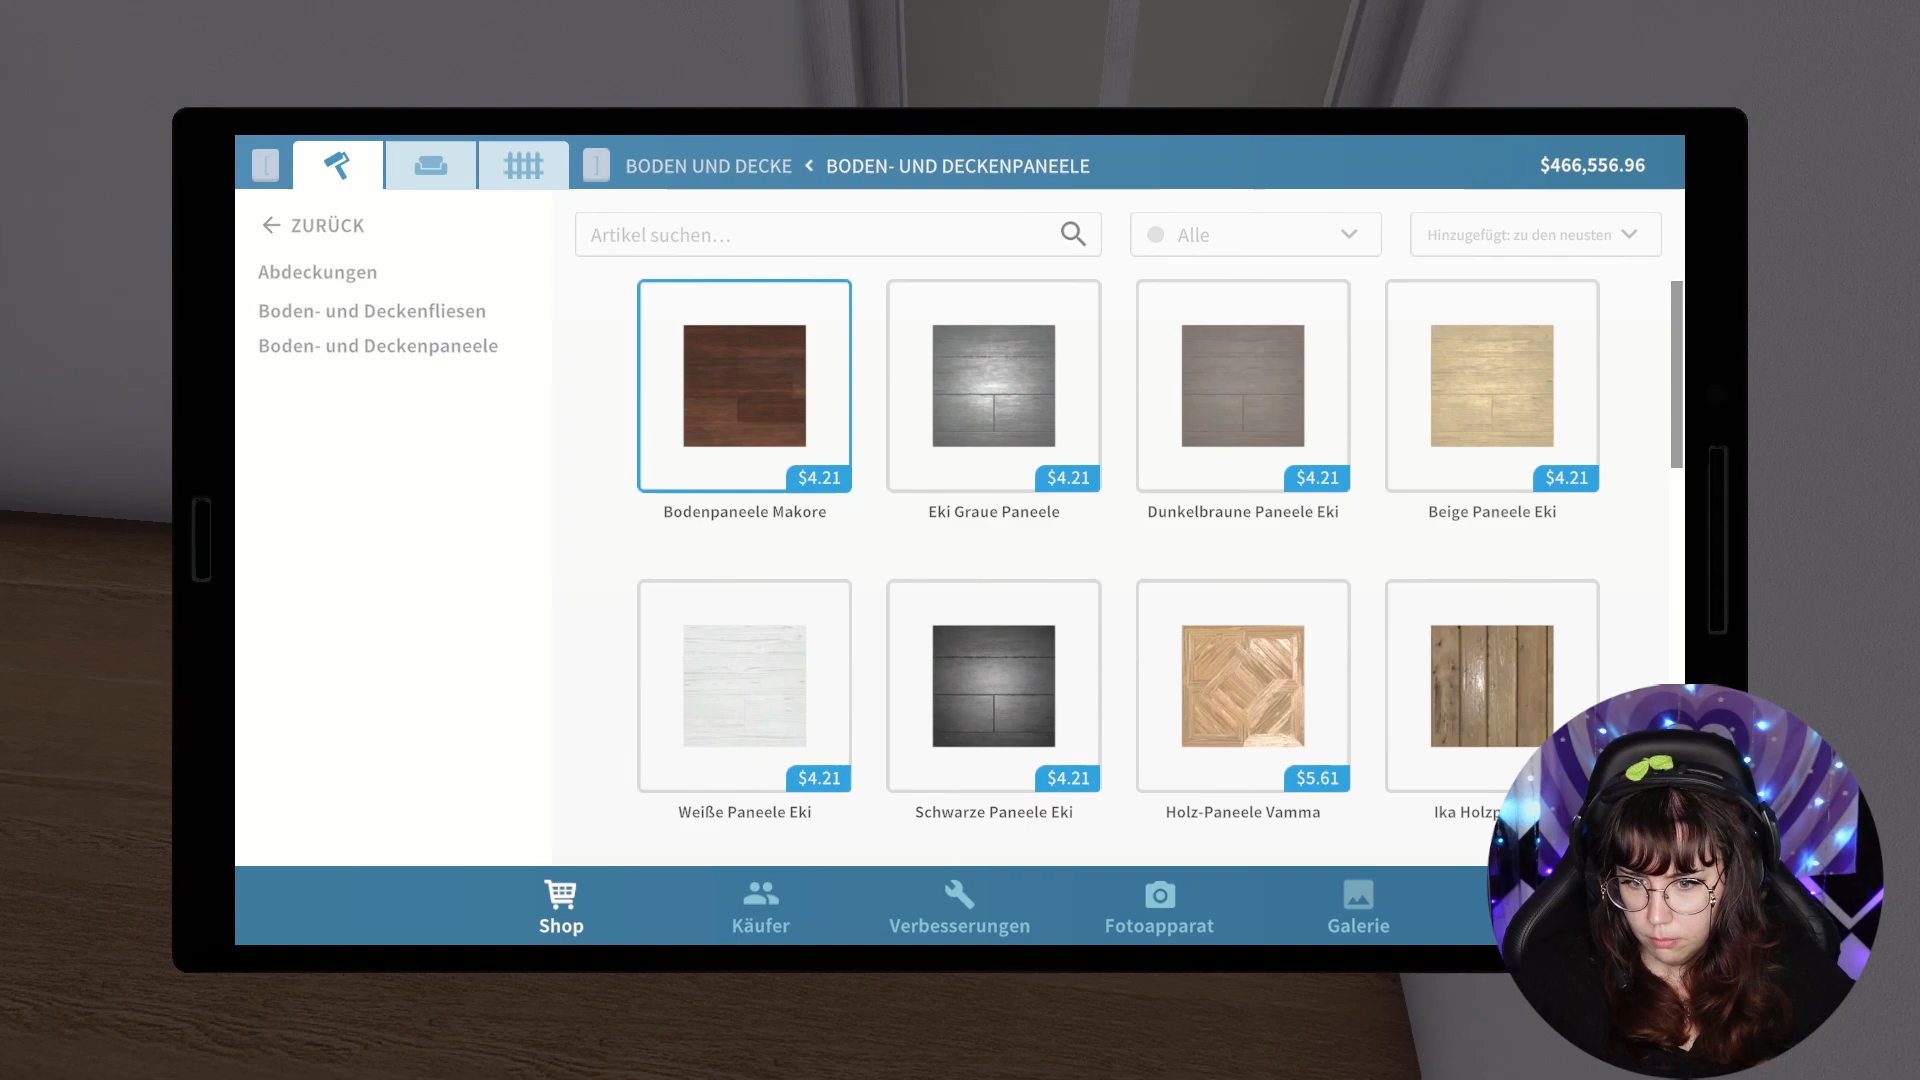 [ ] BODEN UND DECKE < BODEN- UND DECKENPANEELE $466,556.96
ZURÜCK
Abdeckungen
Boden- und Deckenfliesen
Boden- und Deckenpaneele
Artikel suchen... Alle Hinzugefügt: zu den neusten
$4.21 $4.21 $4.21 $4.21
Bodenpaneele Makore Eki Graue Paneele Dunkelbraune Paneele Eki Beige Paneele Eki
$4.21 $4.21 $5.61
Weiße Paneele Eki Schwarze Paneele Eki Holz-Paneele Vamma Ika
Shop Käufer Verbesserungen Fotoapparat Galerie